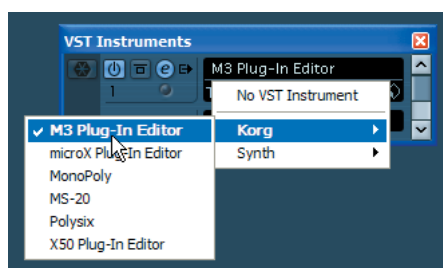 VST Instruments
e
M3 Plug-In Editor
1
No VST Instrument
Korg
Synth
M3 Plug-In Editor
microX Plug-In Editor
MonoPoly
MS-20
Polysix
X50 Plug-In Editor